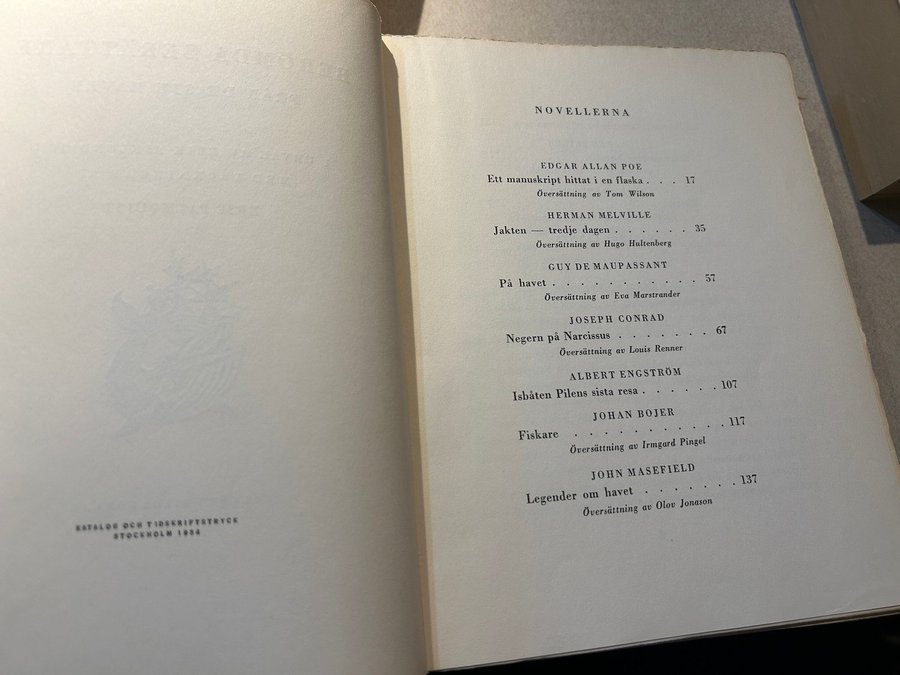 KATALOG OCH TIDSKRIFTSTRYCK
STOCKHOLM 1954
NOVELLERNA
EDGAR ALLAN POE
Ett manuskript hittat i en flaska . . . 17
Översättning av Tom Wilson
HERMAN MELVILLE
Jakten — tredje dagen . . . . . . 35
Översättning av Hugo Hultenberg
GUY DE MAUPASSANT
På havet . . . . . . . . . . . 57
Översättning av Eva Marstrander
JOSEPH CONRAD
Negern på Narcissus . . . . . . . 67
Översättning av Louis Renner
ALBERT ENGSTRÖM
Isbåten Pilens sista resa . . . . . . 107
JOHAN BOJER
Fiskare . . . . . . . . . . . 117
Översättning av Irmgard Pingel
JOHN MASEFIELD
Legender om havet . . . . . . . 137
Översättning av Olov Jonason